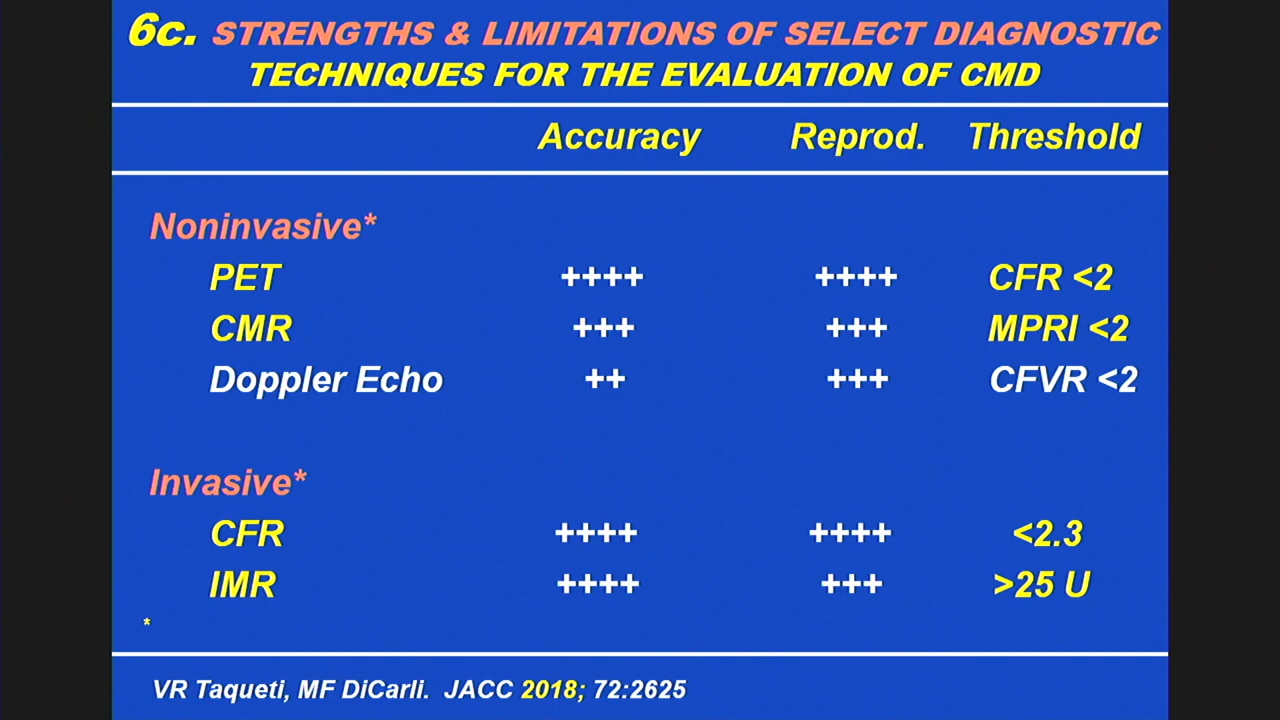 6c. STRENGTHS & LIMITATIONS OF SELECT DIAGNOSTIC
TECHNIQUES FOR THE EVALUATION OF CMD
Accuracy Reprod. Threshold
Noninvasive*
PET ++++ ++++ CFR <2
CMR +++ +++ MPRI <2
Doppler Echo ++ +++ CFVR <2
Invasive*
CFR ++++ ++++ <2.3
IMR ++++ +++ >25 U
*
VR Taqueti, MF DiCarli. JACC 2018; 72:2625